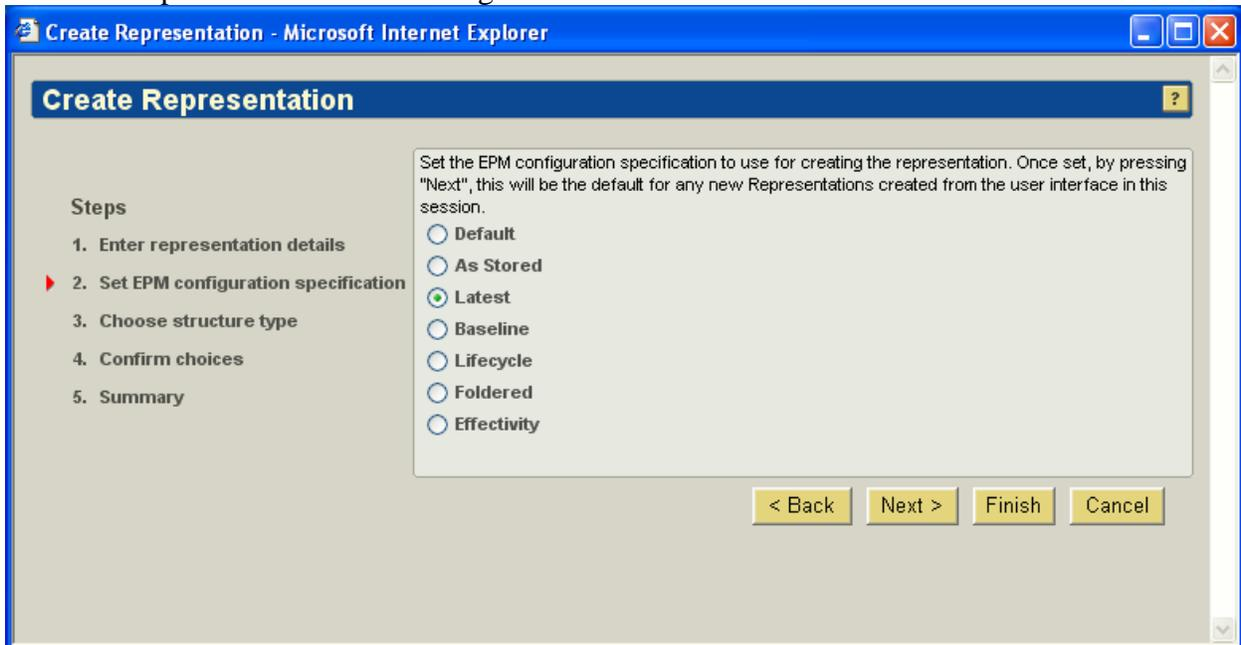 Create Representation - Microsoft Internet Explorer
Create Representation
?
Steps
1. Enter representation details
2. Set EPM configuration specification
3. Choose structure type
4. Confirm choices
5. Summary
Set the EPM configuration specification to use for creating the representation. Once set, by pressing
"Next", this will be the default for any new Representations created from the user interface in this
session.
Default
As Stored
Latest
Baseline
Lifecycle
Foldered
Effectivity
< Back
Next >
Finish
Cancel